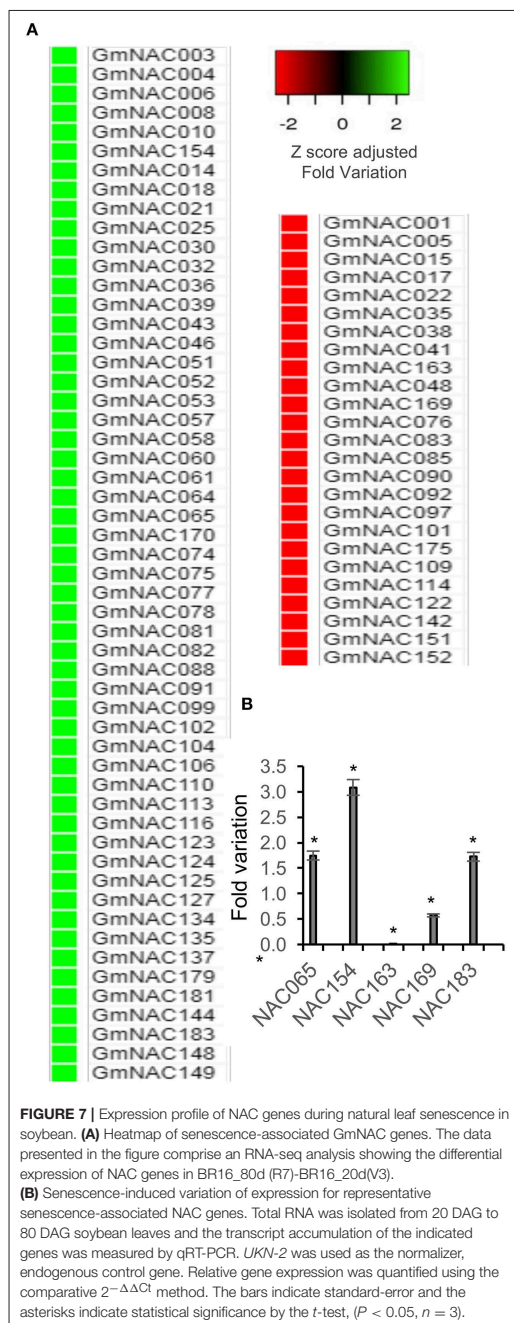 A
GmNAC003
GmNAC004
GmNAC006
GmNAC008
GmNAC010
GmNAC154
GmNAC014
GmNAC018
GmNAC021
GmNAC025
GmNAC030
GmNAC032
GmNAC036
GmNAC039
GmNAC043
GmNAC046
GmNAC051
GmNAC052
GmNAC053
GmNAC057
GmNAC058
GmNAC060
GmNAC061
GmNAC064
GmNAC065
GmNAC170
GmNAC074
GmNAC075
GmNAC077
GmNAC078
GmNAC081
GmNAC082
GmNAC088
GmNAC091
GmNAC099
GmNAC102
GmNAC104
GmNAC106
GmNAC110
GmNAC113
GmNAC116
GmNAC123
GmNAC124
GmNAC125
GmNAC127
GmNAC134
GmNAC135
GmNAC137
GmNAC179
GmNAC181
GmNAC144
GmNAC183
GmNAC148
GmNAC149
-2 0 2
Z score adjusted
Fold Variation
GmNAC001
GmNAC005
GmNAC015
GmNAC017
GmNAC022
GmNAC035
GmNAC038
GmNAC041
GmNAC163
GmNAC048
GmNAC169
GmNAC076
GmNAC083
GmNAC085
GmNAC090
GmNAC092
GmNAC097
GmNAC101
GmNAC175
GmNAC109
GmNAC114
GmNAC122
GmNAC142
GmNAC151
GmNAC152
B
Fold variation
3.5
3.0
2.5
2.0
1.5
1.0
0.5
0.0
* * * * *
*
NAC065 NAC154 NAC163 NAC169 NAC183
FIGURE 7 | Expression profile of NAC genes during natural leaf senescence in
soybean. (A) Heatmap of senescence-associated GmNAC genes. The data
presented in the figure comprise an RNA-seq analysis showing the differential
expression of NAC genes in BR16_80d (R7)-BR16_20d(V3).
(B) Senescence-induced variation of expression for representative
senescence-associated NAC genes. Total RNA was isolated from 20 DAG to
80 DAG soybean leaves and the transcript accumulation of the indicated
genes was measured by qRT-PCR. UKN-2 was used as the normalizer,
endogenous control gene. Relative gene expression was quantified using the
comparative 2−ΔΔCt method. The bars indicate standard-error and the
asterisks indicate statistical significance by the t-test, (P < 0.05, n = 3).